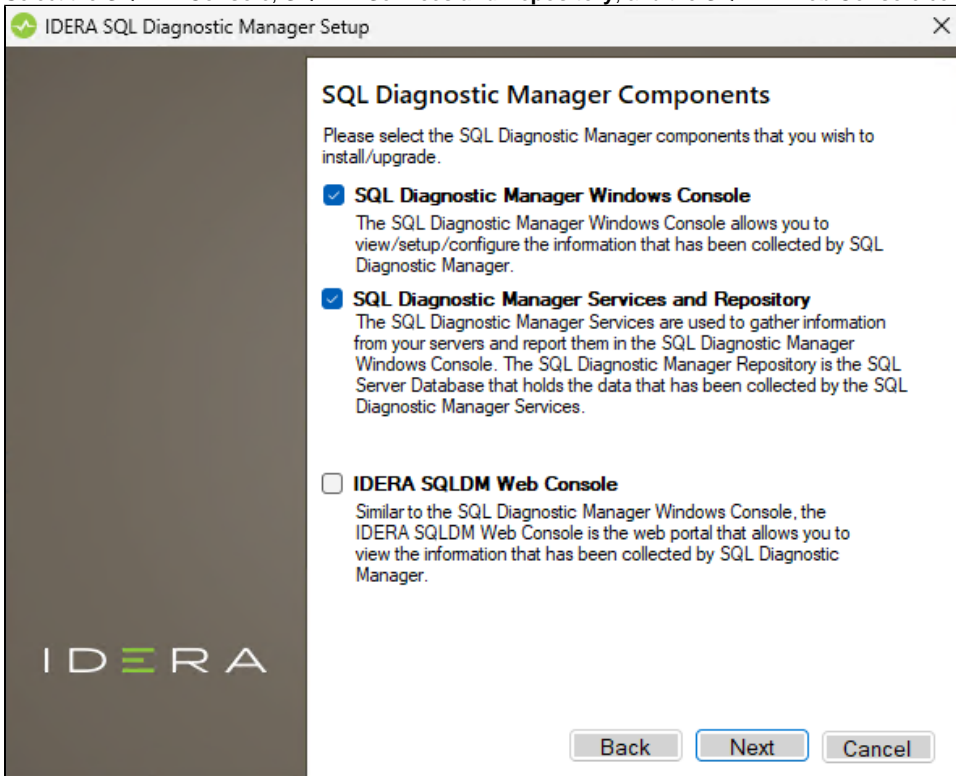 IDERA SQL Diagnostic Manager Setup
SQL Diagnostic Manager Components
Please select the SQL Diagnostic Manager components that you wish to
install/upgrade.
SQL Diagnostic Manager Windows Console
The SQL Diagnostic Manager Windows Console allows you to
view/setup/configure the information that has been collected by SQL
Diagnostic Manager.
SQL Diagnostic Manager Services and Repository
The SQL Diagnostic Manager Services are used to gather information
from your servers and report them in the SQL Diagnostic Manager
Windows Console. The SQL Diagnostic Manager Repository is the SQL
Server Database that holds the data that has been collected by the SQL
Diagnostic Manager Services.
IDERA SQLDM Web Console
Similar to the SQL Diagnostic Manager Windows Console, the
IDERA SQLDM Web Console is the web portal that allows you to
view the information that has been collected by SQL Diagnostic
Manager.
IDERA
Back Next Cancel